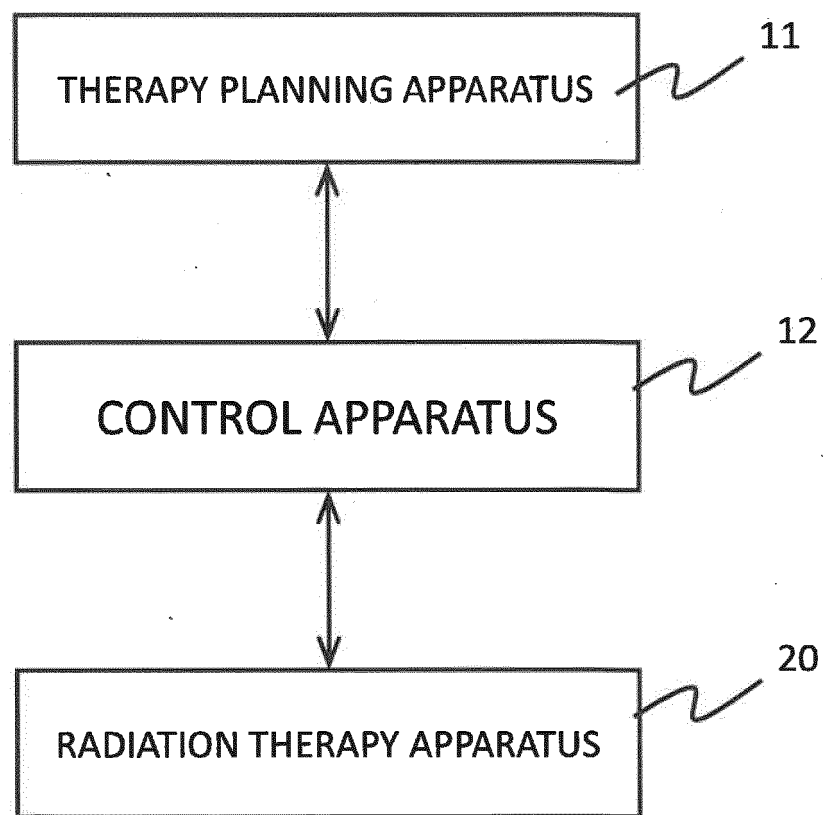 11
THERAPY PLANNING APPARATUS
12
CONTROL APPARATUS
20
RADIATION THERAPY APPARATUS